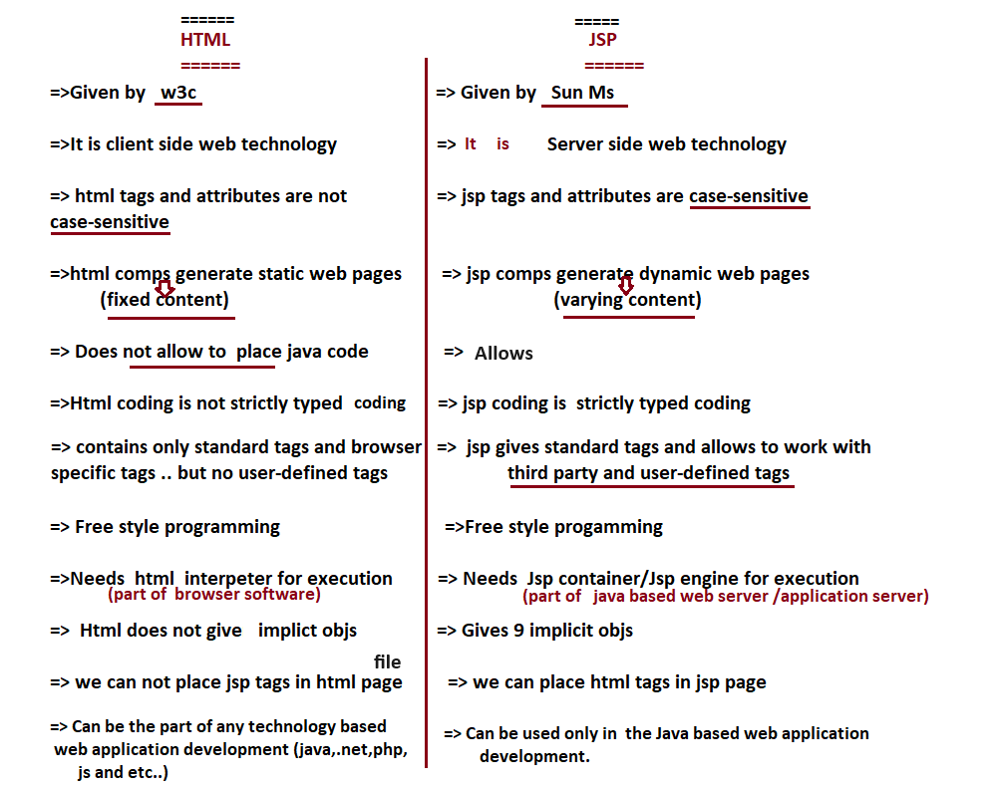 ======
HTML
======
=>Given by w3c
=>It is client side web technology
=> html tags and attributes are not
case-sensitive
=>html comps generate static web pages
(fixed content)
=> Does not allow to place java code
=>Html coding is not strictly typed coding
=> contains only standard tags and browser
specific tags .. but no user-defined tags
=> Free style programming
=>Needs html interpeter for execution
(part of browser software)
=> Html does not give implict objs
file
=> we can not place jsp tags in html page
=> Can be the part of any technology based
web application development (java,.net,php,
js and etc..)
=====
JSP
======
=> Given by Sun Ms
=> It is Server side web technology
=> jsp tags and attributes are case-sensitive
=> jsp comps generate dynamic web pages
(varying content)
=> Allows
=> jsp coding is strictly typed coding
=> jsp gives standard tags and allows to work with
third party and user-defined tags
=>Free style progamming
=> Needs Jsp container/Jsp engine for execution
(part of java based web server /application server)
=> Gives 9 implicit objs
=> we can place html tags in jsp page
=> Can be used only in the Java based web application
development.